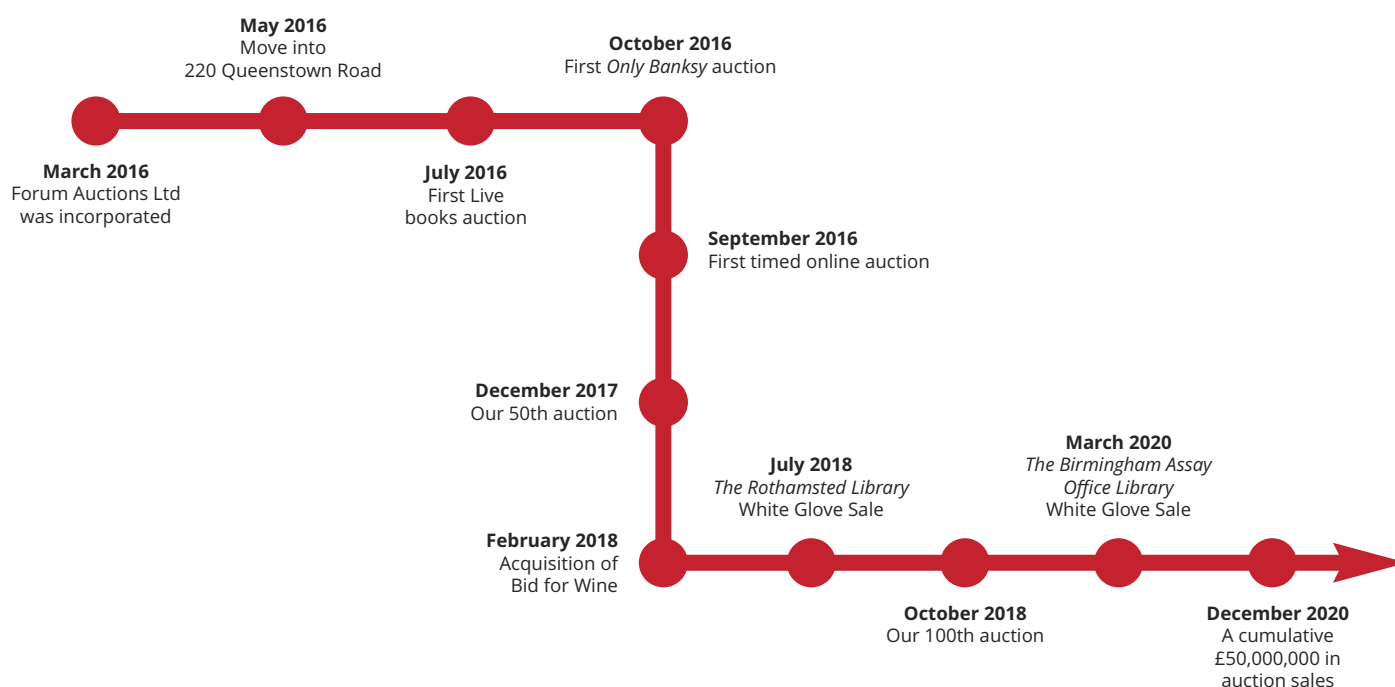 March 2016
Forum Auctions Ltd
was incorporated
May 2016
Move into
220 Queenstown Road
July 2016
First Live
books auction
October 2016
First Only Banksy auction
September 2016
First timed online auction
December 2017
Our 50th auction
February 2018
Acquisition of
Bid for Wine
July 2018
The Rothamsted Library
White Glove Sale
October 2018
Our 100th auction
March 2020
The Birmingham Assay
Office Library
White Glove Sale
December 2020
A cumulative
£50,000,000 in
auction sales